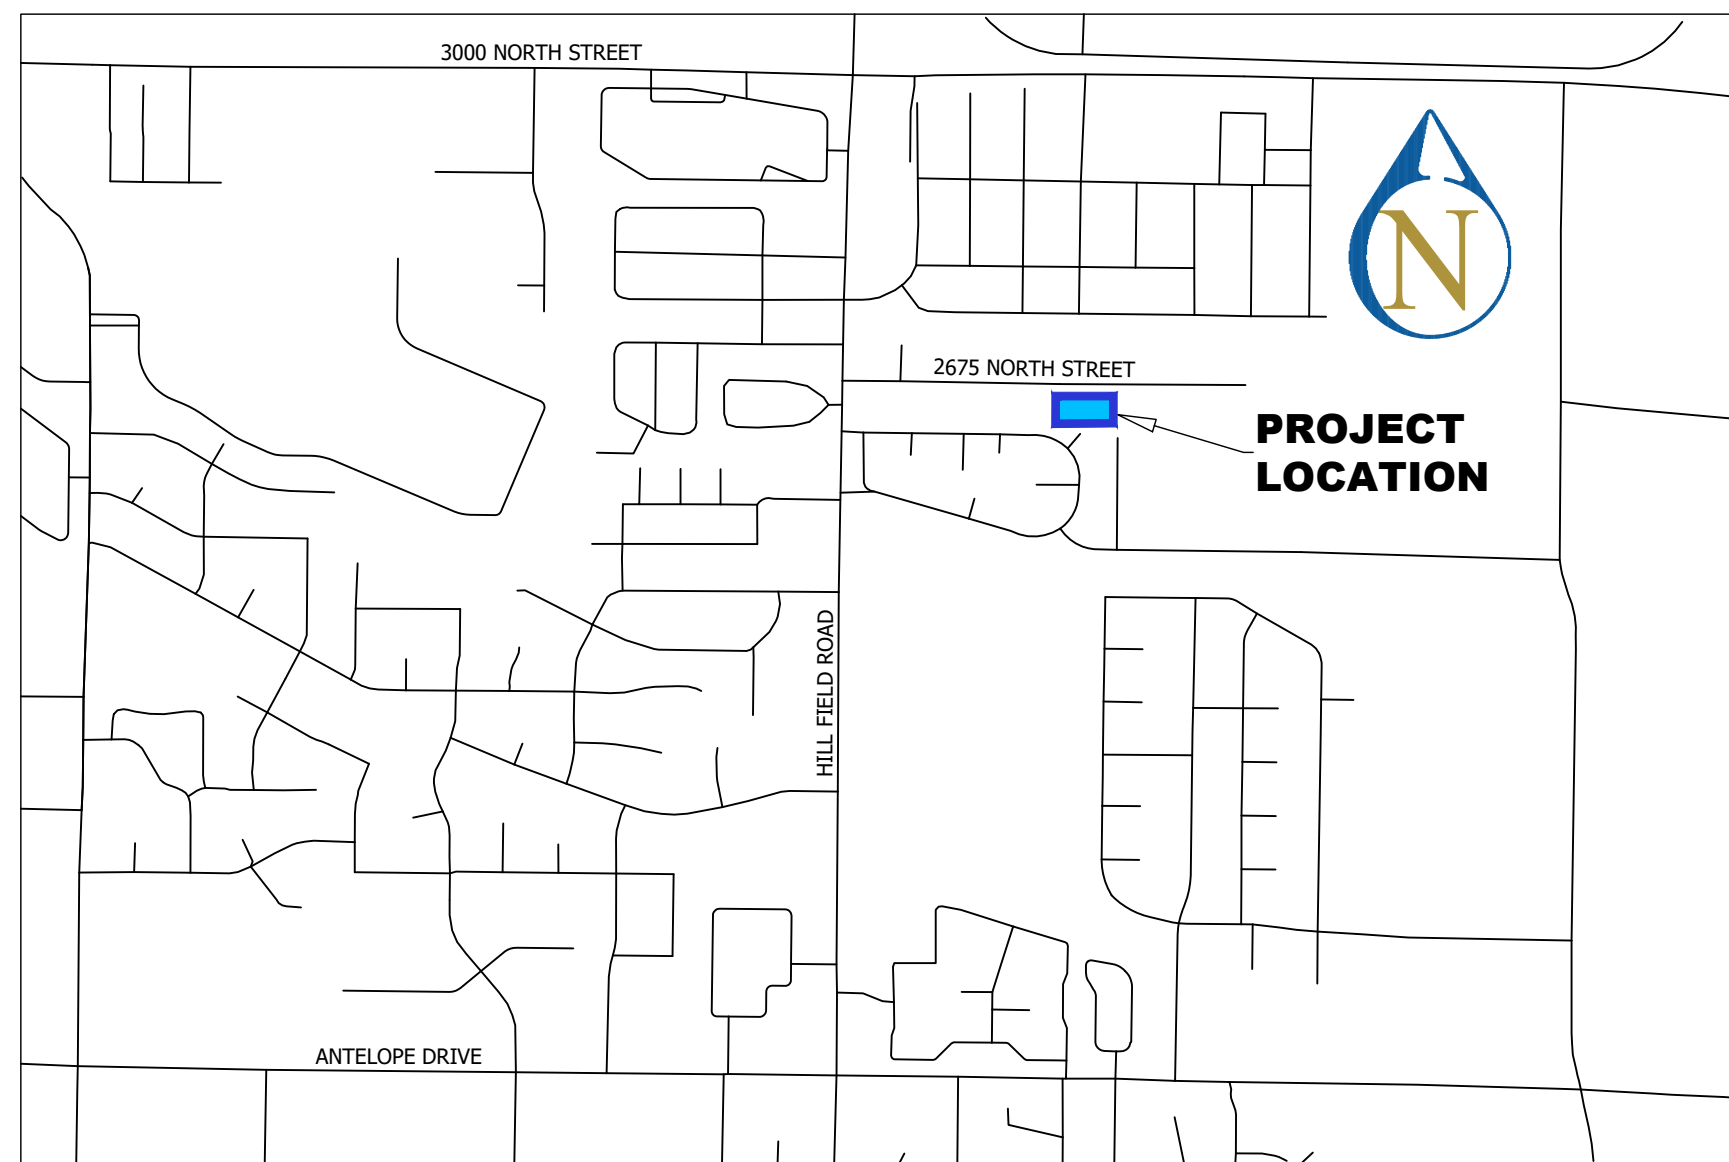 3000 NORTH STREET
N
2675 NORTH STREET
PROJECT
LOCATION
HILL FIELD ROAD
ANTELOPE DRIVE